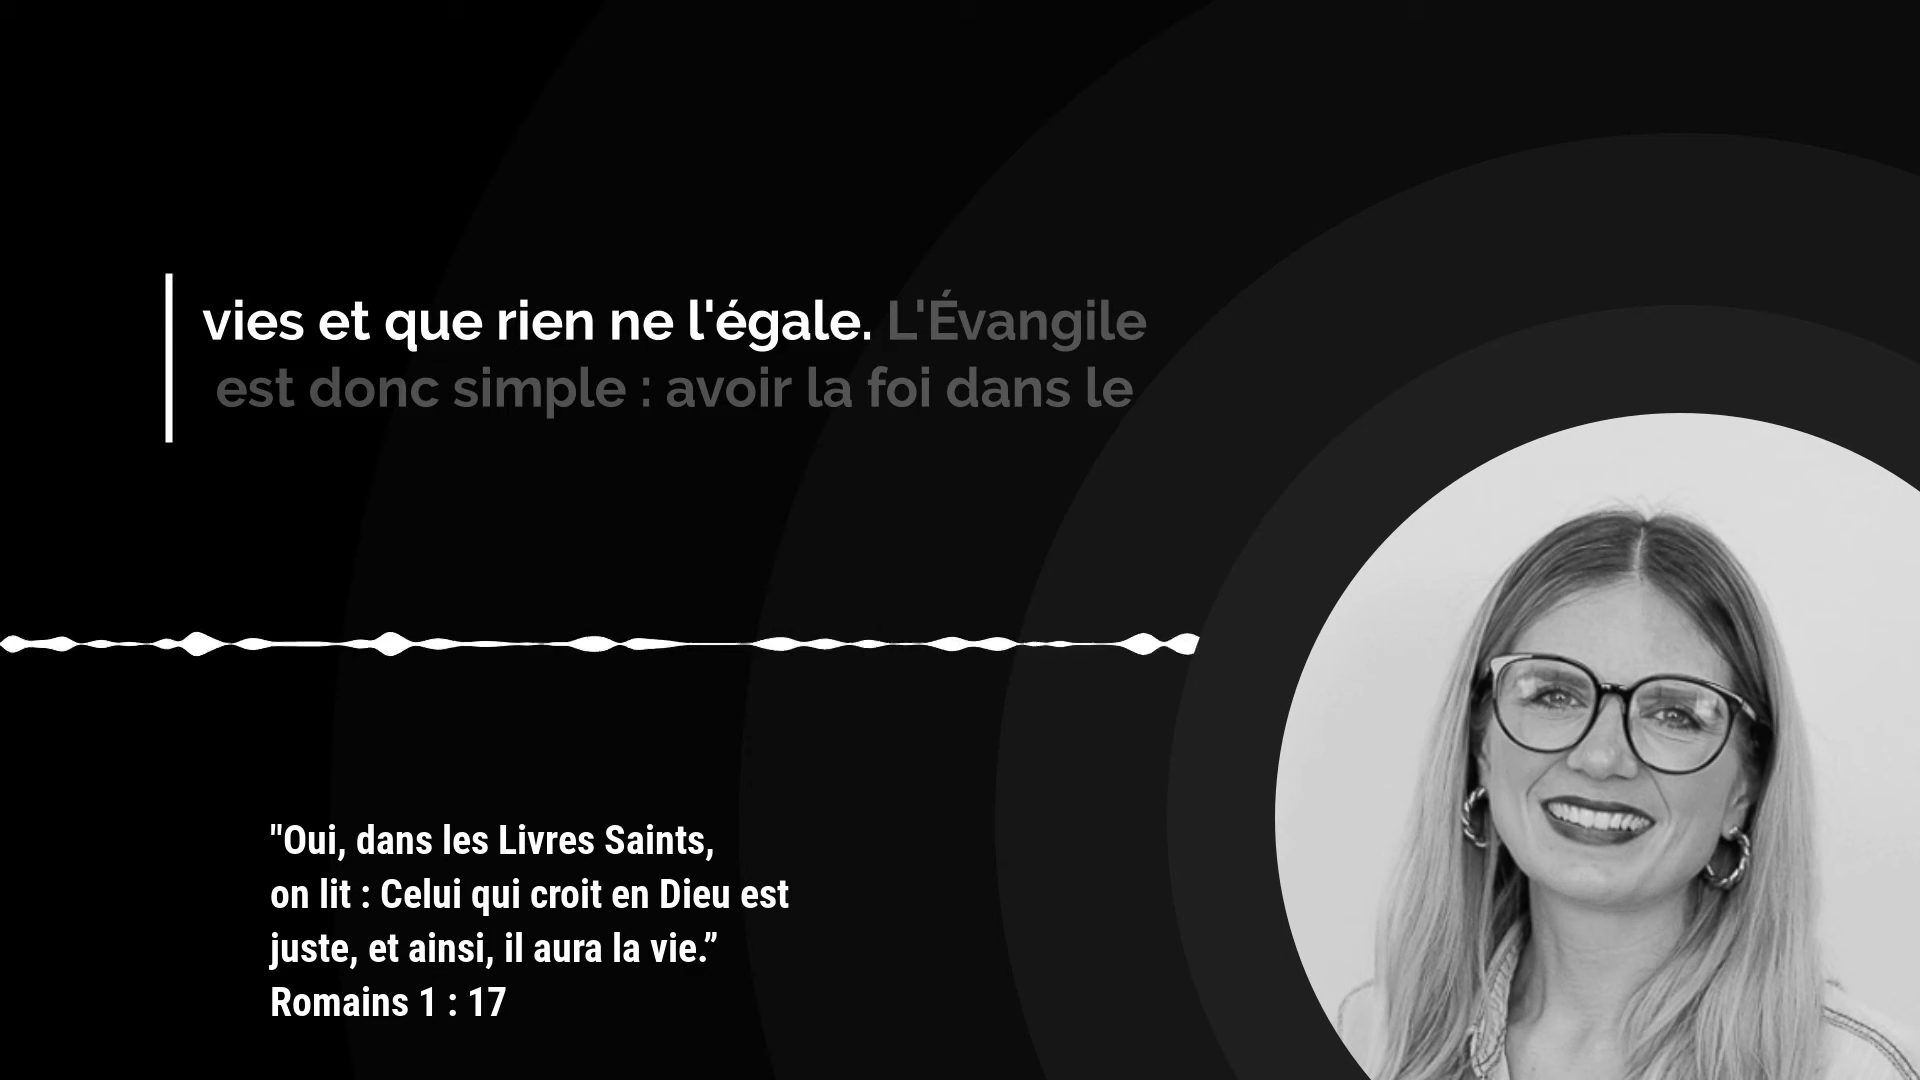 vies et que rien ne l'égale. L'Évangile
est donc simple : avoir la foi dans le
"Oui, dans les Livres Saints,
on lit : Celui qui croit en Dieu est
juste, et ainsi, il aura la vie.”
Romains 1 : 17